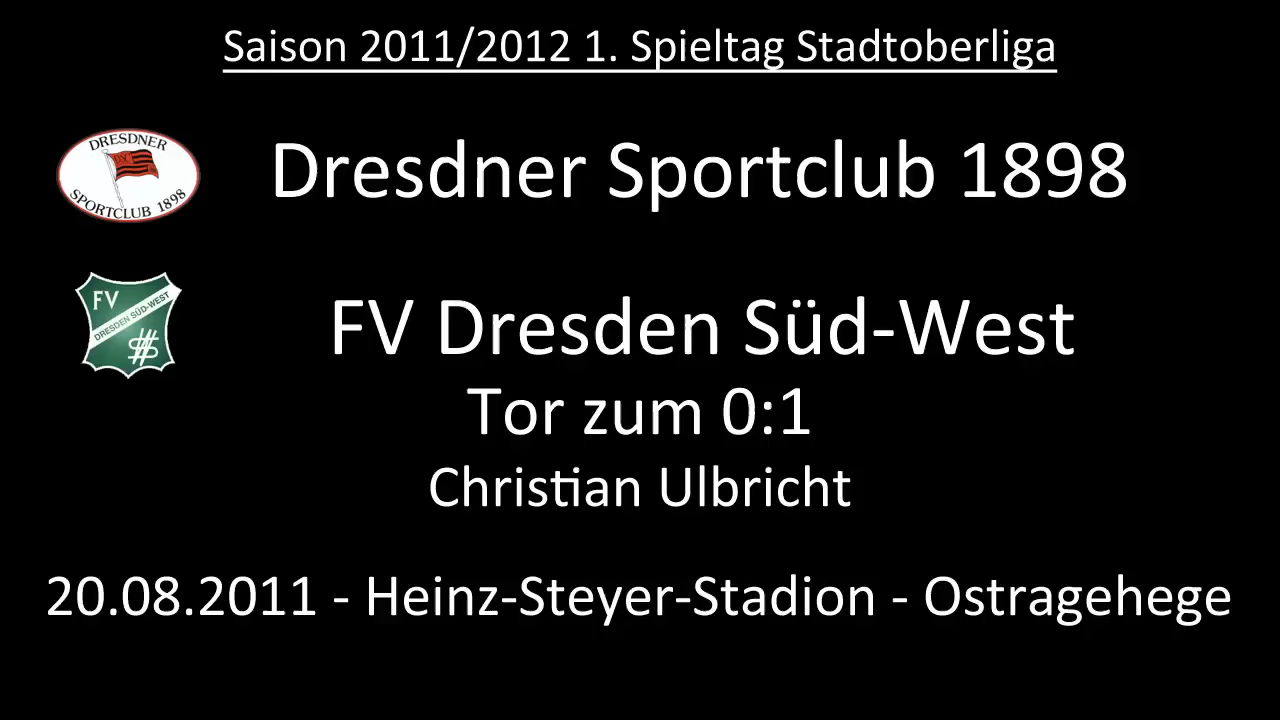 Saison 2011/2012 1. Spieltag Stadtoberliga
DRESDNER
DSC
SPORTCLUB 1898
Dresdner Sportclub 1898
FV
DRESDEN SÜD-WEST
FV Dresden Süd-West
Tor zum 0:1
Christian Ulbricht
20.08.2011 - Heinz-Steyer-Stadion - Ostragehege